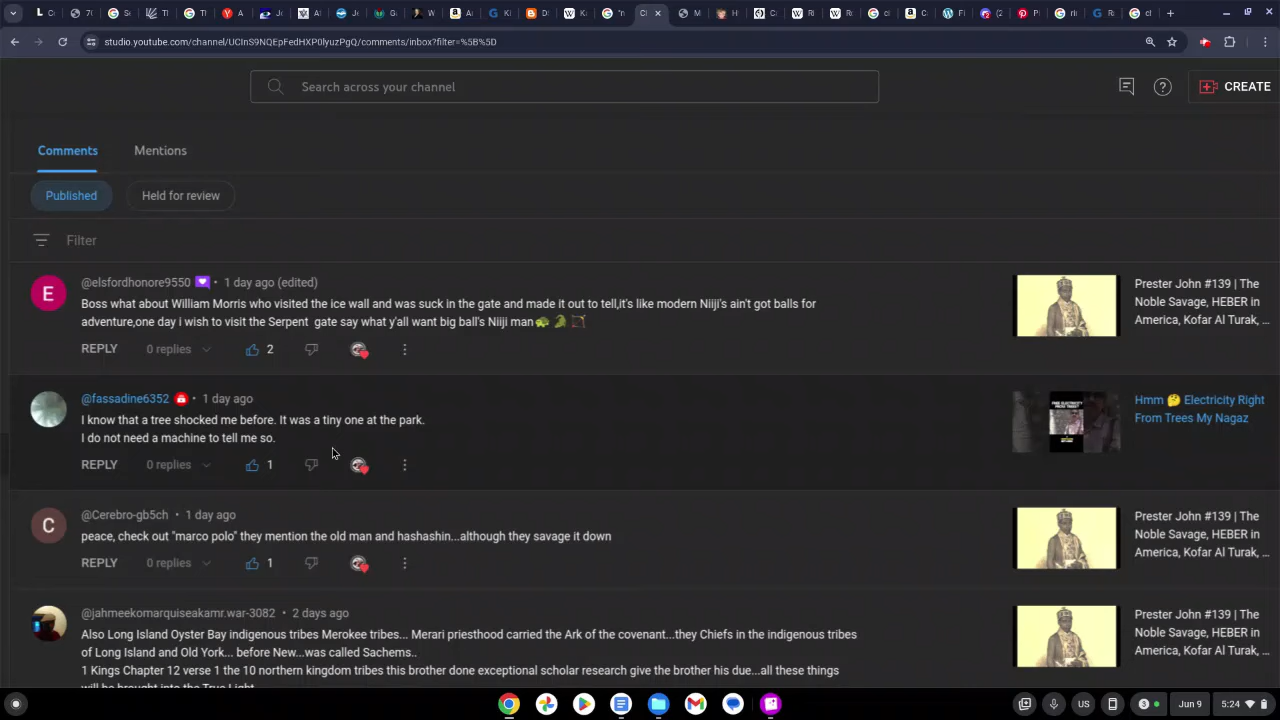 studio.youtube.com/channel/UCInS9NQEpFedHXP0lyuzPgQ/comments/inbox?filter=%5B%5D
Search across your channel
CREATE
Comments
Mentions
Published
Held for review
Filter
E
@elsfordhonore9550 • 1 day ago (edited)
Boss what about William Morris who visited the ice wall and was suck in the gate and made it out to tell,it's like modern Niiji's ain't got balls for
adventure,one day i wish to visit the Serpent gate say what y'all want big ball's Niiji man🐢 🐊 🏹
REPLY 0 replies 2
Prester John #139 | The
Noble Savage, HEBER in
America, Kofar Al Turak, ...
@fassadine6352 • 1 day ago
I know that a tree shocked me before. It was a tiny one at the park.
I do not need a machine to tell me so.
REPLY 0 replies 1
Hmm 🤔 Electricity Right
From Trees My Nagaz
C
@Cerebro-gb5ch • 1 day ago
peace, check out "marco polo" they mention the old man and hashashin...although they savage it down
REPLY 0 replies 1
Prester John #139 | The
Noble Savage, HEBER in
America, Kofar Al Turak, ...
@jahmeekomarquiseakamr.war-3082 • 2 days ago
Also Long Island Oyster Bay indigenous tribes Merokee tribes... Merari priesthood carried the Ark of the covenant...they Chiefs in the indigenous tribes
of Long Island and Old York... before New...was called Sachems..
1 Kings Chapter 12 verse 1 the 10 northern kingdom tribes this brother done exceptional scholar research give the brother his due...all these things
will be brought into the True Light
Prester John #139 | The
Noble Savage, HEBER in
America, Kofar Al Turak, ...
US
3
Jun 9
5:24